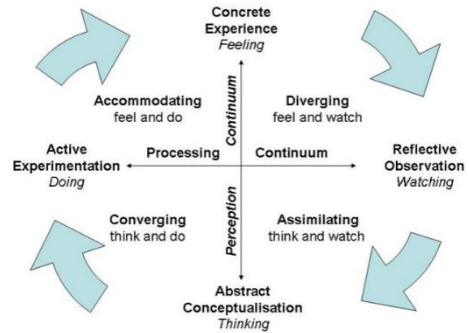 Concrete
Experience
Feeling
Continuum
Accommodating
feel and do
Diverging
feel and watch
Active
Experimentation
Doing
Processing
Continuum
Reflective
Observation
Watching
Perception
Converging
think and do
Assimilating
think and watch
Abstract
Conceptualisation
Thinking